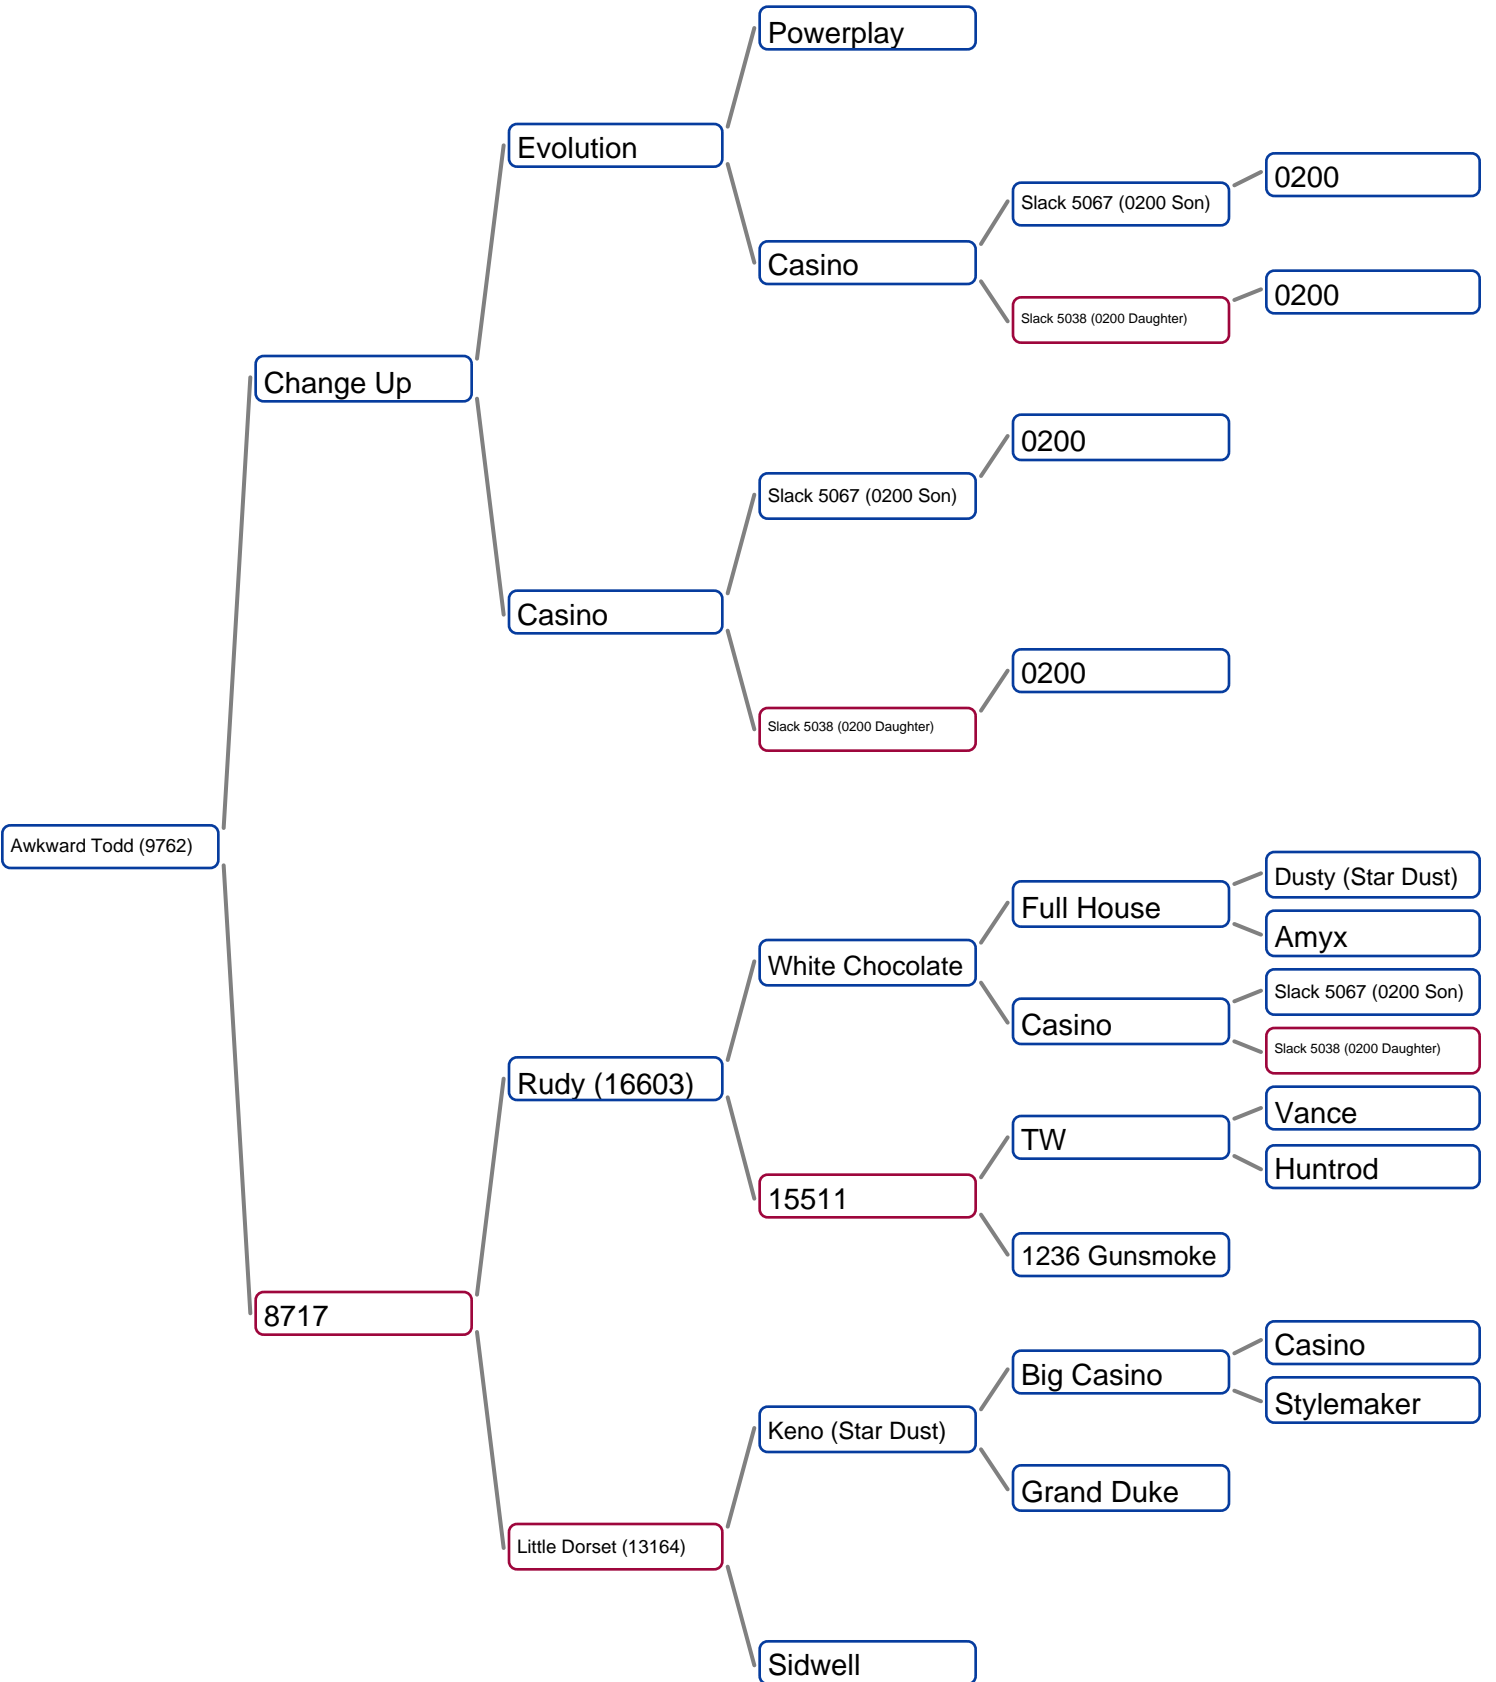 Powerplay
Evolution
0200
Slack 5067 (0200 Son)
Casino
0200
Slack 5038 (0200 Daughter)
Change Up
0200
Slack 5067 (0200 Son)
Casino
0200
Slack 5038 (0200 Daughter)
Awkward Todd (9762)
Dusty (Star Dust)
Full House
Amyx
White Chocolate
Slack 5067 (0200 Son)
Casino
Slack 5038 (0200 Daughter)
Rudy (16603)
Vance
TW
Huntrod
15511
1236 Gunsmoke
8717
Casino
Big Casino
Stylemaker
Keno (Star Dust)
Grand Duke
Little Dorset (13164)
Sidwell